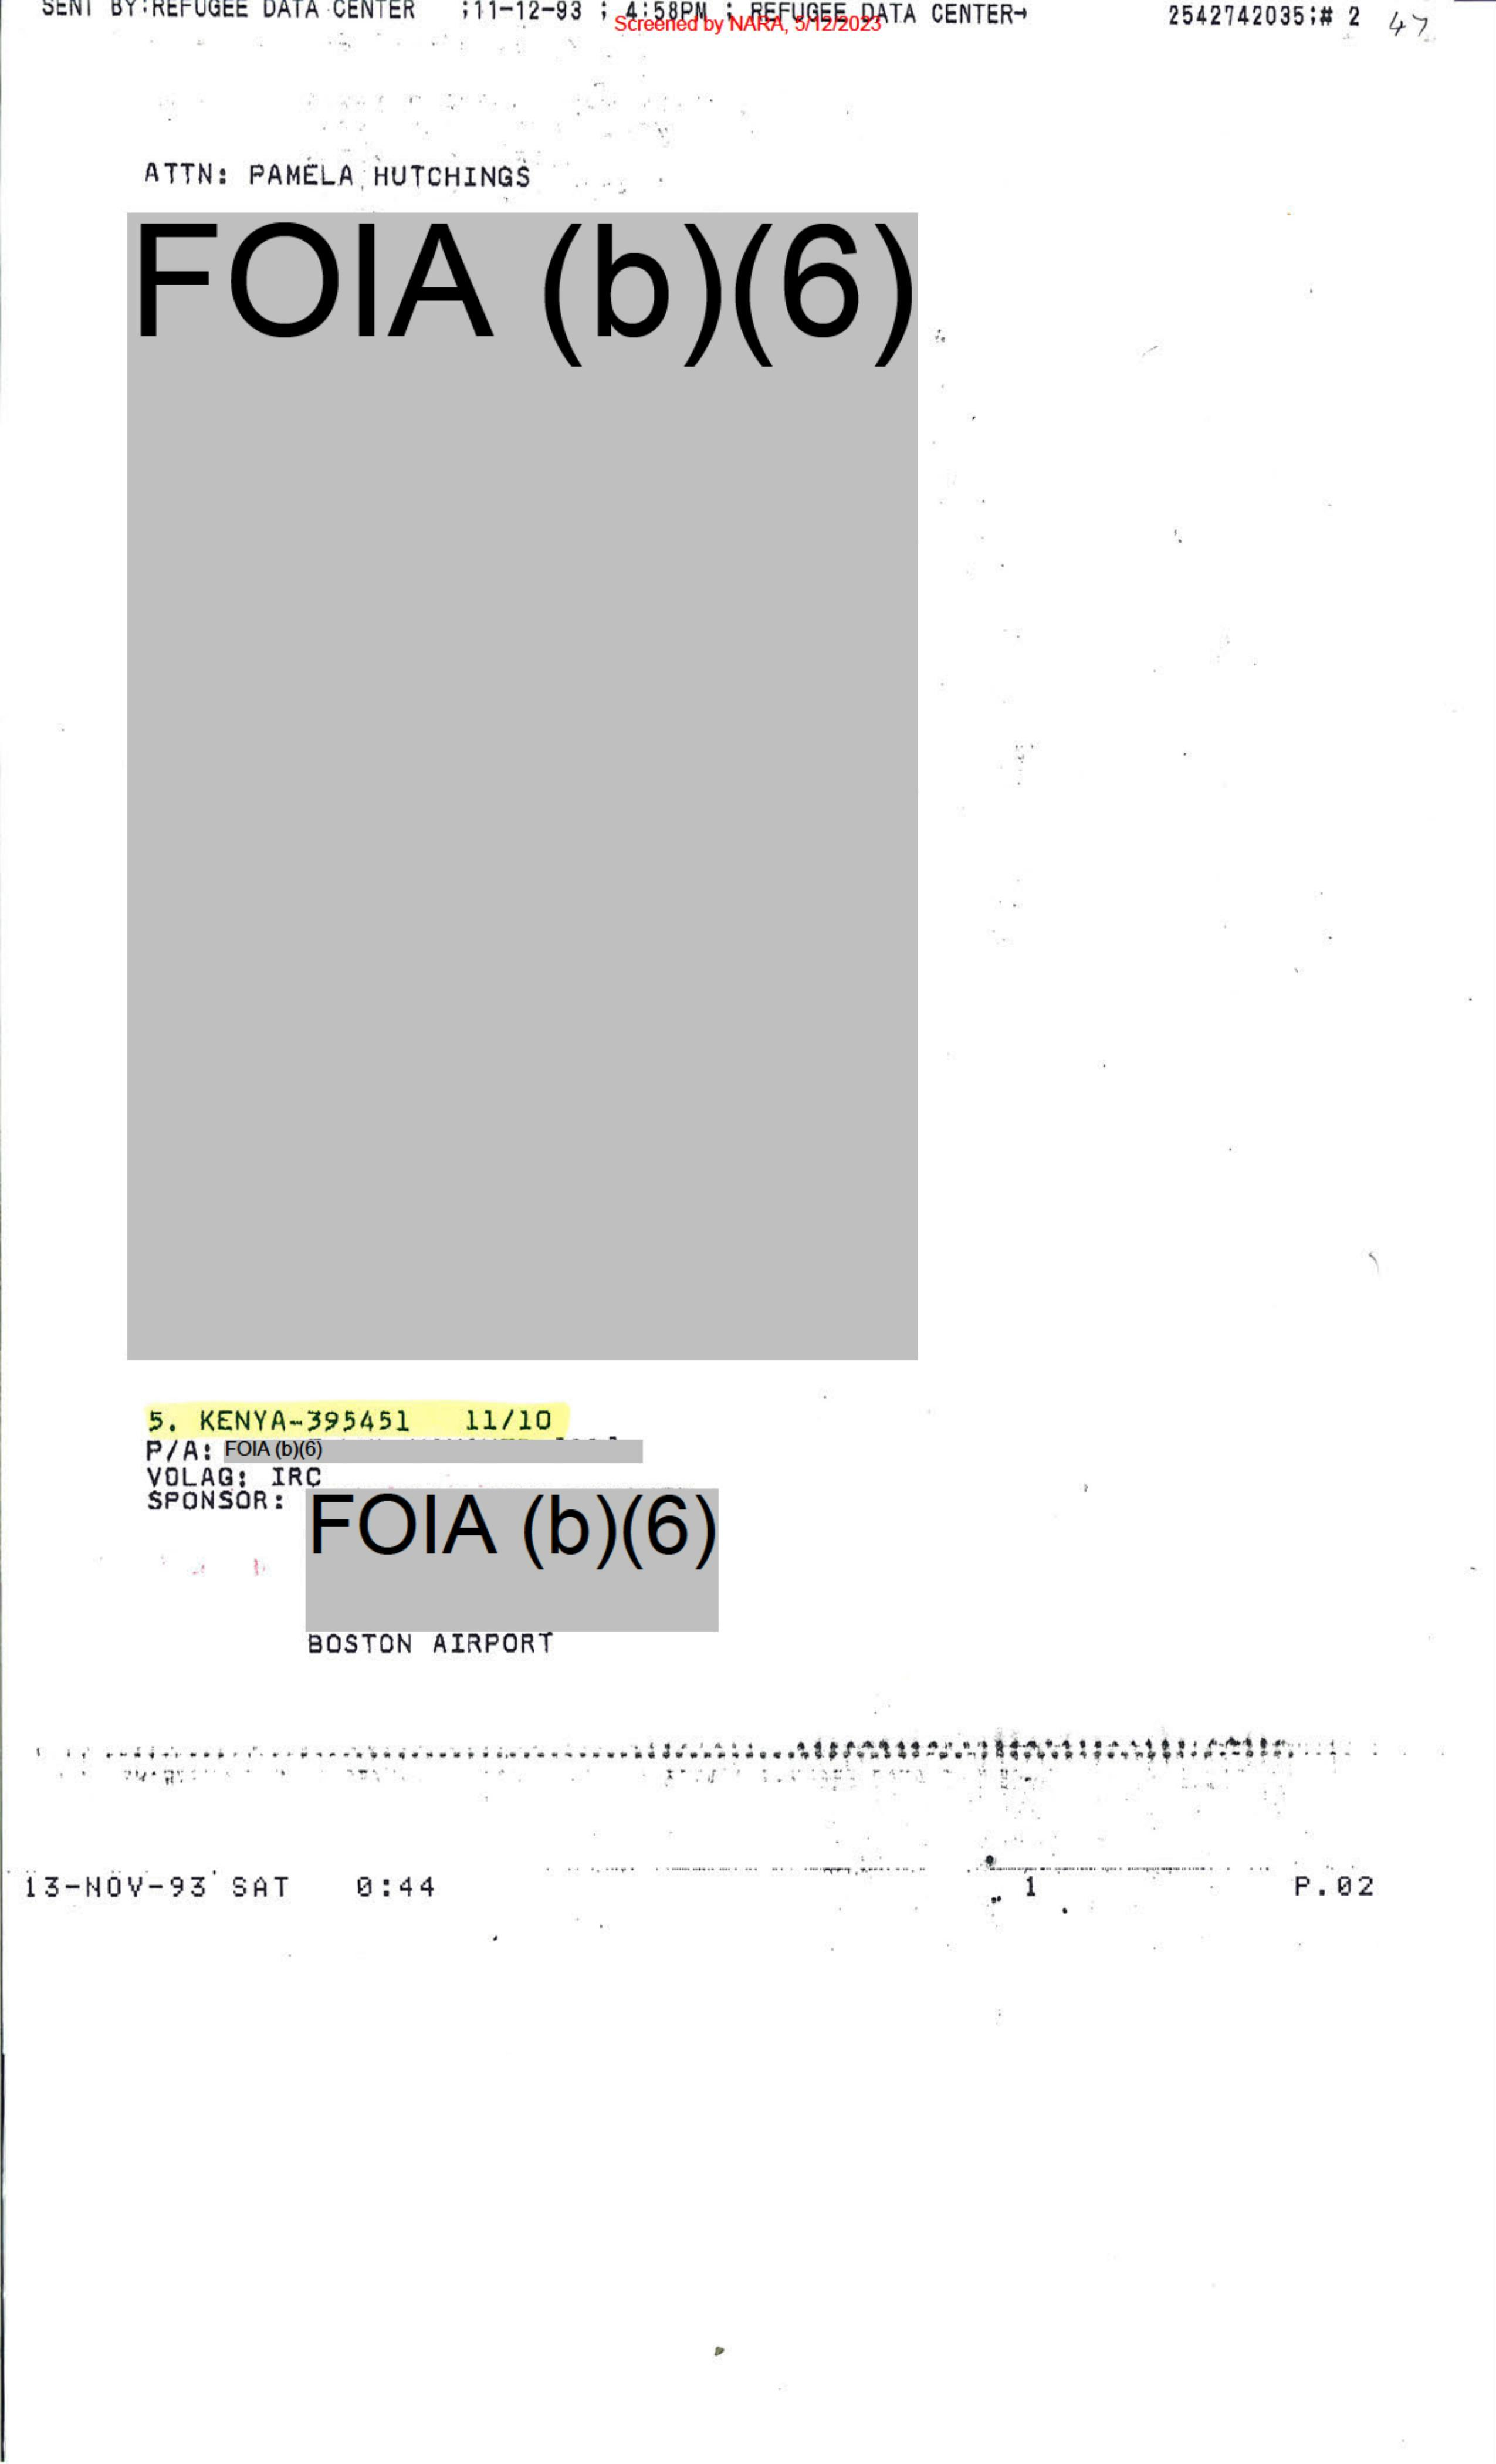 SENT BY:REFUGEE DATA CENTER ;11-12-93 ; 4:58PM ; REFUGEE DATA CENTER→ 2542742035;# 2 47
Screened by NARA, 5/12/2023
ATTN: PAMELA HUTCHINGS
FOIA (b)(6)
5. KENYA-395451 11/10
P/A: FOIA (b)(6)
VOLAG: IRC
SPONSOR:
FOIA (b)(6)
BOSTON AIRPORT
13-NOV-93 SAT 0:44 1 P.02